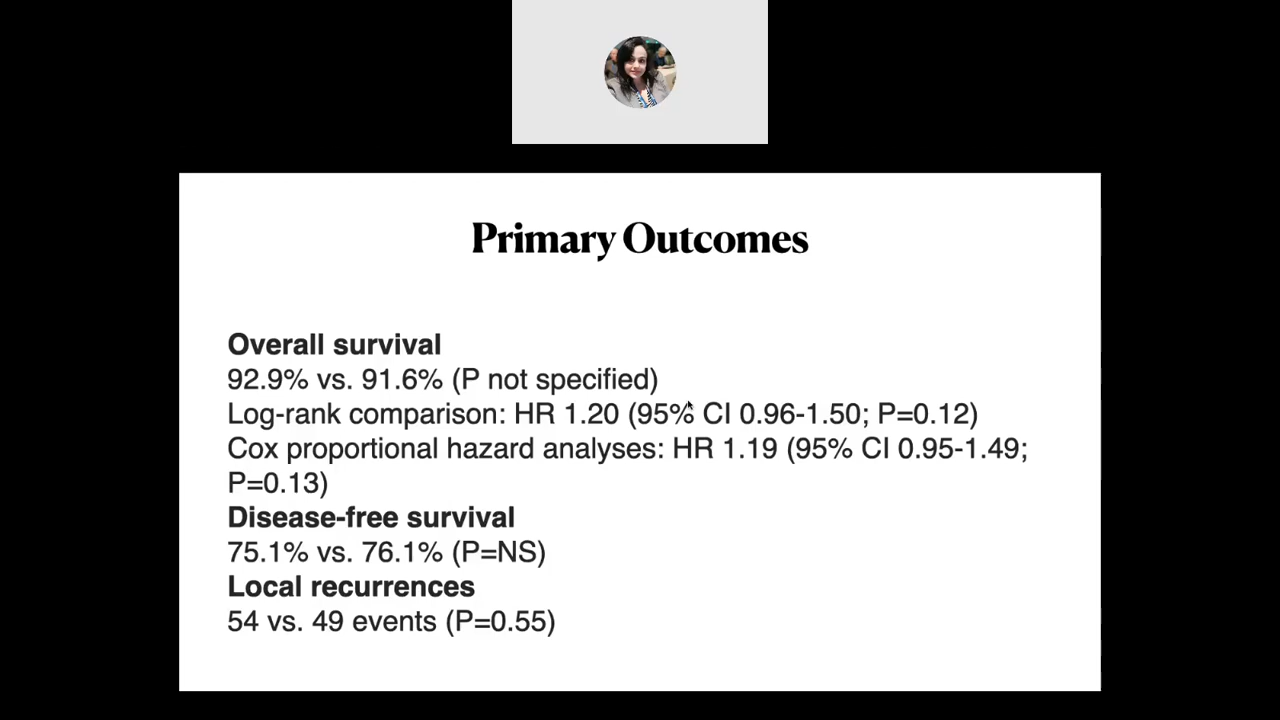 Primary Outcomes
Overall survival
92.9% vs. 91.6% (P not specified)
Log-rank comparison: HR 1.20 (95% CI 0.96-1.50; P=0.12)
Cox proportional hazard analyses: HR 1.19 (95% CI 0.95-1.49;
P=0.13)
Disease-free survival
75.1% vs. 76.1% (P=NS)
Local recurrences
54 vs. 49 events (P=0.55)